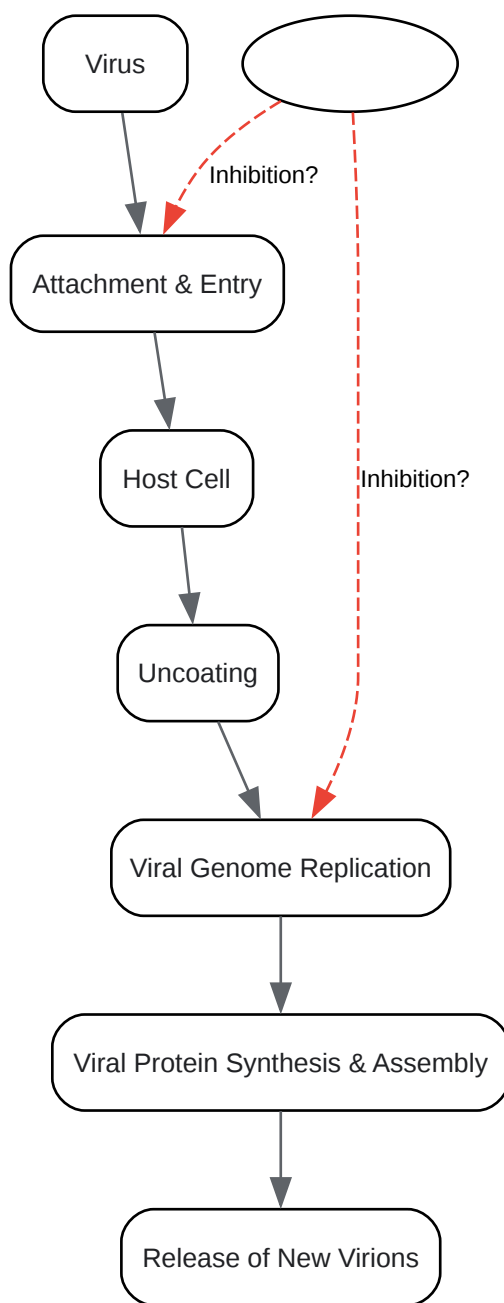 Virus
Inhibition?
Attachment & Entry
Host Cell
Inhibition?
Uncoating
Viral Genome Replication
Viral Protein Synthesis & Assembly
Release of New Virions